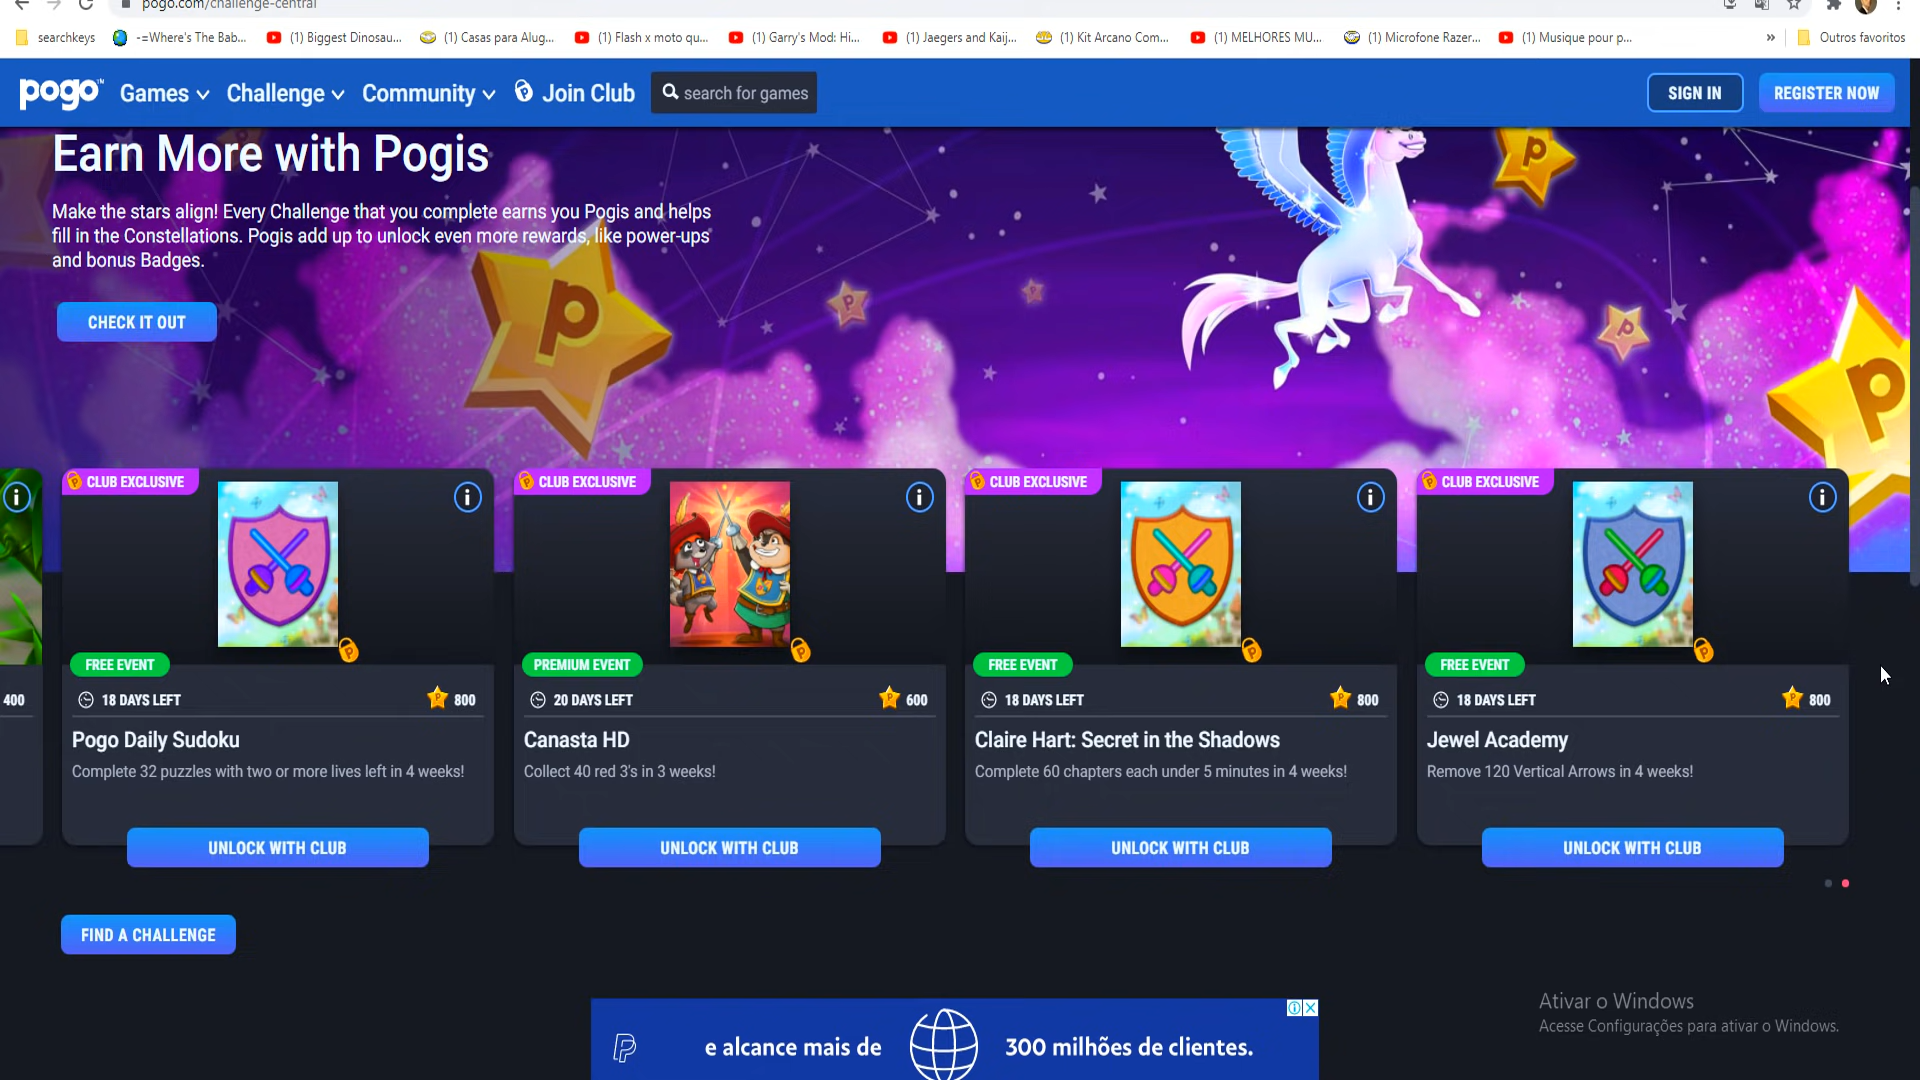 pogo.com/challenge-central
searchkeys
-=Where's The Bab...
(1) Biggest Dinosau...
(1) Casas para Alug...
(1) Flash x moto qu...
(1) Garry's Mod: Hi...
(1) Jaegers and Kaij...
(1) Kit Arcano Com...
(1) MELHORES MU...
(1) Microfone Razer...
(1) Musique pour p...
»
Outros favoritos
pogo™
Games
Challenge
Community
Join Club
search for games
SIGN IN
REGISTER NOW
Earn More with Pogis
Make the stars align! Every Challenge that you complete earns you Pogis and helps
fill in the Constellations. Pogis add up to unlock even more rewards, like power-ups
and bonus Badges.
CHECK IT OUT
400
CLUB EXCLUSIVE
FREE EVENT
18 DAYS LEFT
800
Pogo Daily Sudoku
Complete 32 puzzles with two or more lives left in 4 weeks!
UNLOCK WITH CLUB
CLUB EXCLUSIVE
PREMIUM EVENT
20 DAYS LEFT
600
Canasta HD
Collect 40 red 3's in 3 weeks!
UNLOCK WITH CLUB
CLUB EXCLUSIVE
FREE EVENT
18 DAYS LEFT
800
Claire Hart: Secret in the Shadows
Complete 60 chapters each under 5 minutes in 4 weeks!
UNLOCK WITH CLUB
CLUB EXCLUSIVE
FREE EVENT
18 DAYS LEFT
800
Jewel Academy
Remove 120 Vertical Arrows in 4 weeks!
UNLOCK WITH CLUB
FIND A CHALLENGE
e alcance mais de
300 milhões de clientes.
Ativar o Windows
Acesse Configurações para ativar o Windows.